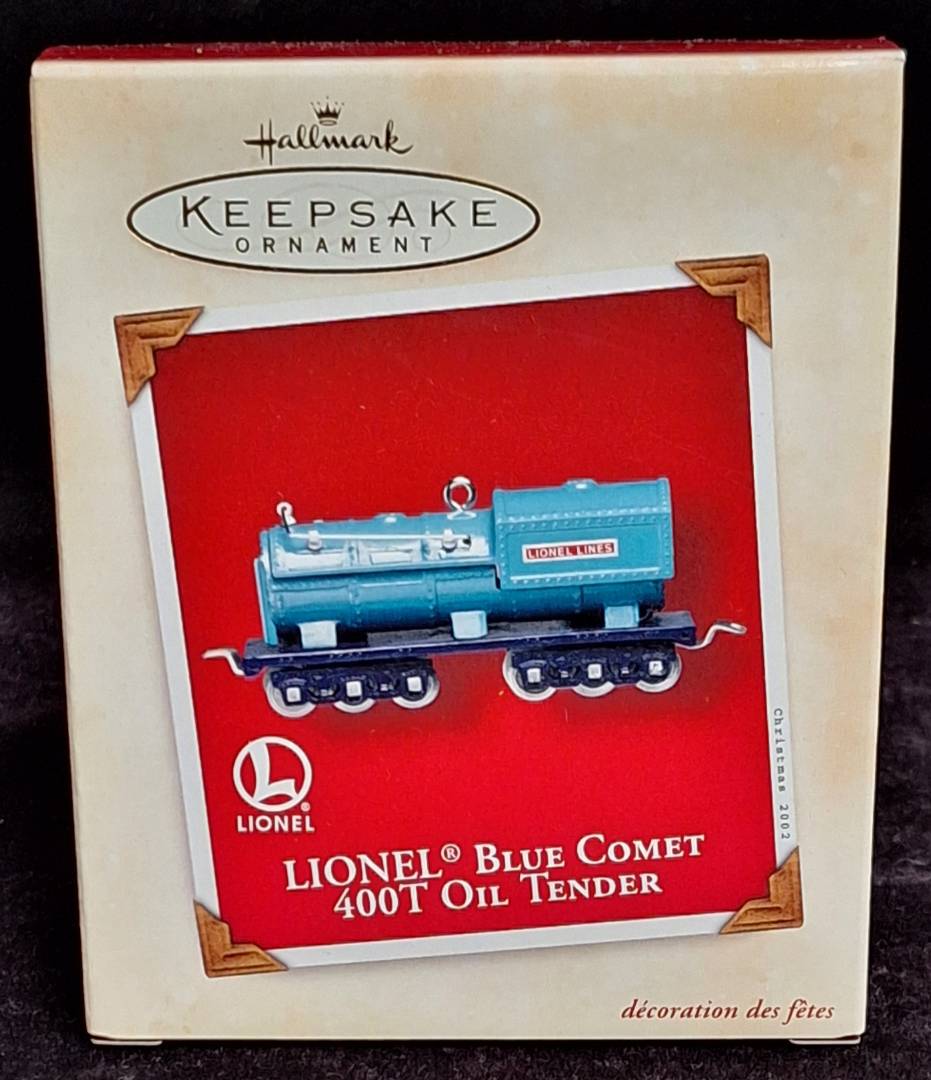 Hallmark
KEEPSAKE
ORNAMENT
LIONEL LINES
Christmas 2002
LIONEL®
LIONEL® BLUE COMET
400T OIL TENDER
décoration des fêtes